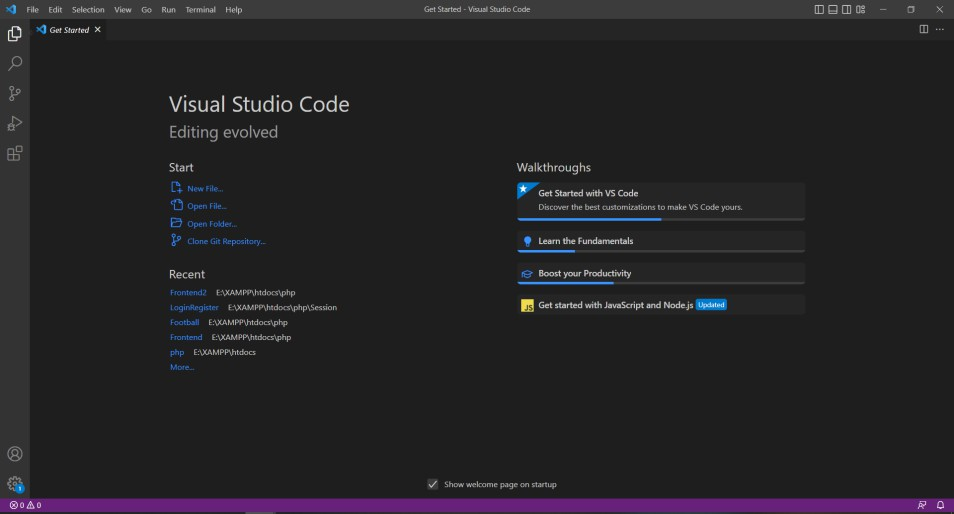 File Edit Selection View Go Run Terminal Help
Get Started - Visual Studio Code
Get Started
Visual Studio Code
Editing evolved
Start
New File...
Open File...
Open Folder...
Clone Git Repository...
Recent
Frontend2 E:\XAMPP\htdocs\php
LoginRegister E:\XAMPP\htdocs\php\Session
Football E:\XAMPP\htdocs\php
Frontend E:\XAMPP\htdocs\php
php E:\XAMPP\htdocs
More...
Walkthroughs
Get Started with VS Code
Discover the best customizations to make VS Code yours.
Learn the Fundamentals
Boost your Productivity
JS Get started with JavaScript and Node.js Updated
Show welcome page on startup
1
0 0